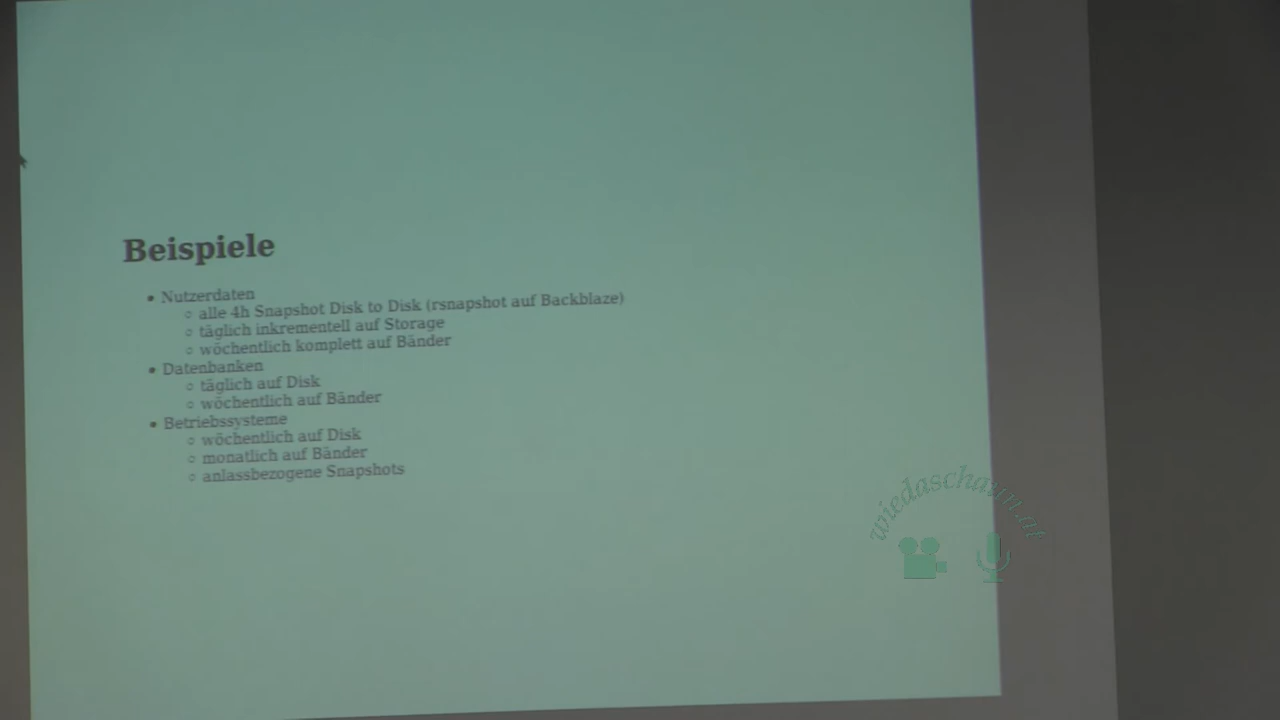 Beispiele
• Nutzerdaten
○ alle 4h Snapshot Disk to Disk (rsnapshot auf Backblaze)
○ täglich inkrementell auf Storage
○ wöchentlich komplett auf Bänder
• Datenbanken
○ täglich auf Disk
○ wöchentlich auf Bänder
• Betriebssysteme
○ wöchentlich auf Disk
○ monatlich auf Bänder
○ anlassbezogene Snapshots
wiedaschaun.at